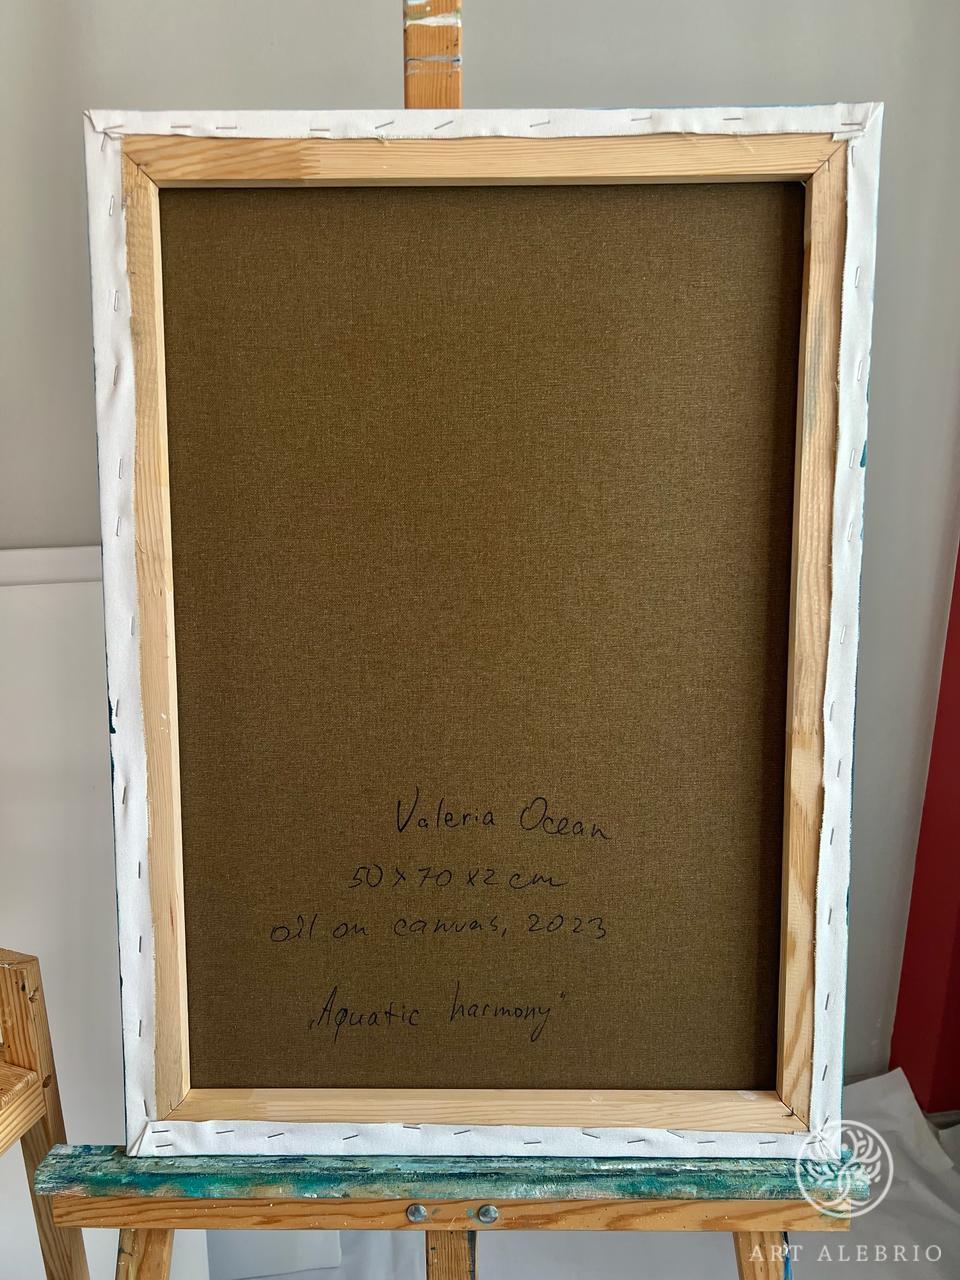 Valeria Ocean
50 x 70 x 2 cm
oil on canvas, 2023
„Aquatic harmony"
ART ALEBRIO